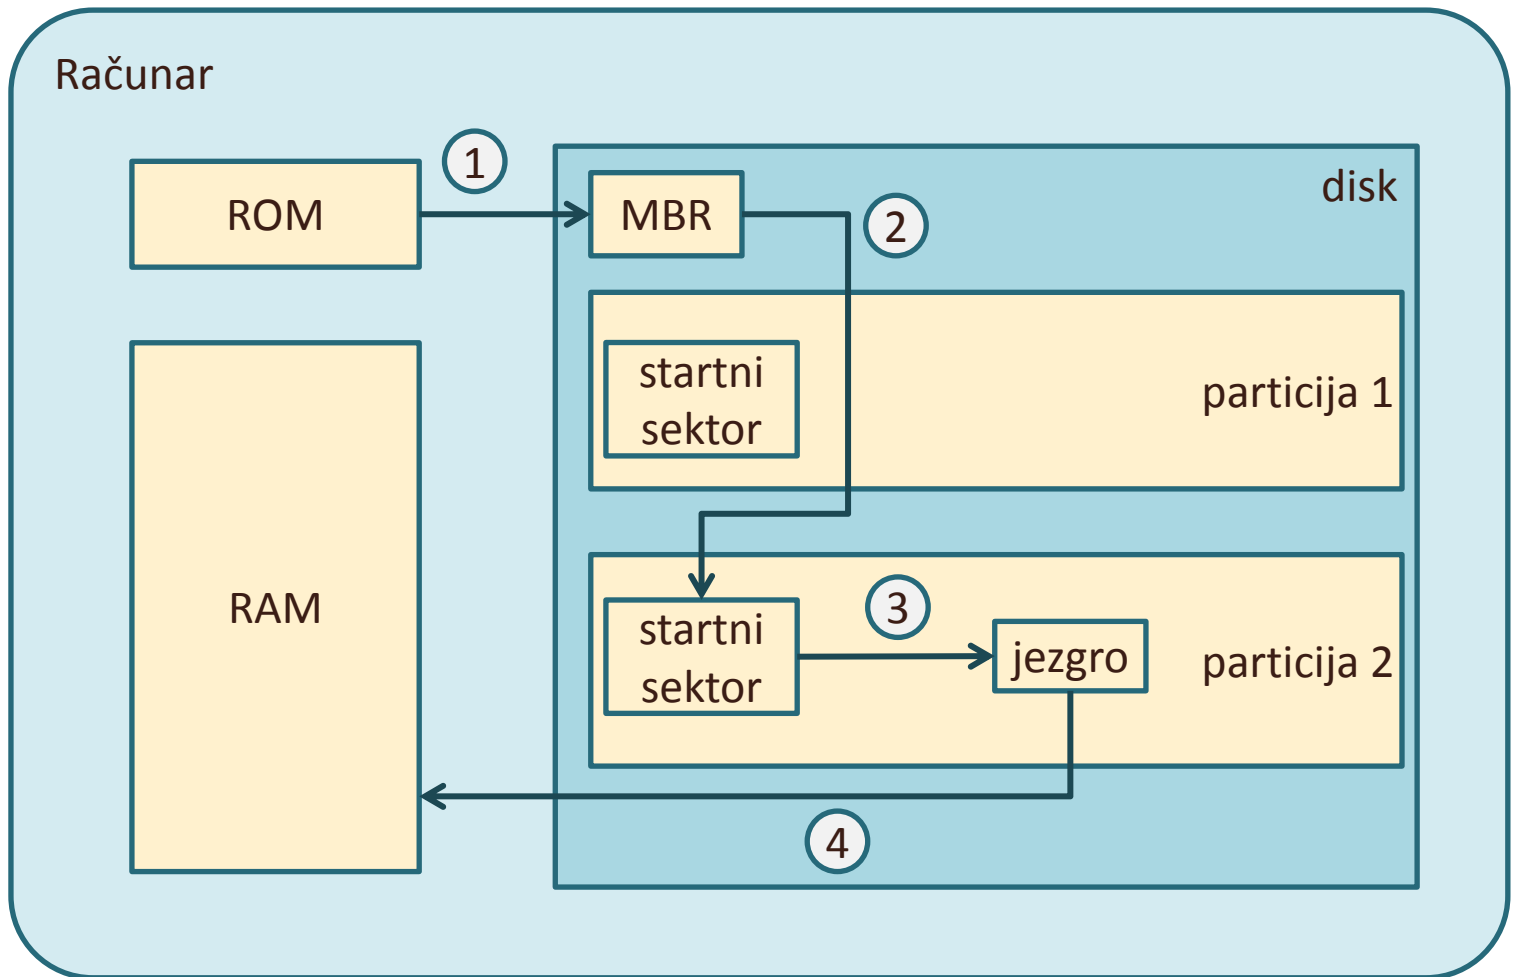 Računar
1
ROM
MBR
2
disk
startni
sektor
particija 1
RAM
startni
sektor
3
jezgro
particija 2
4